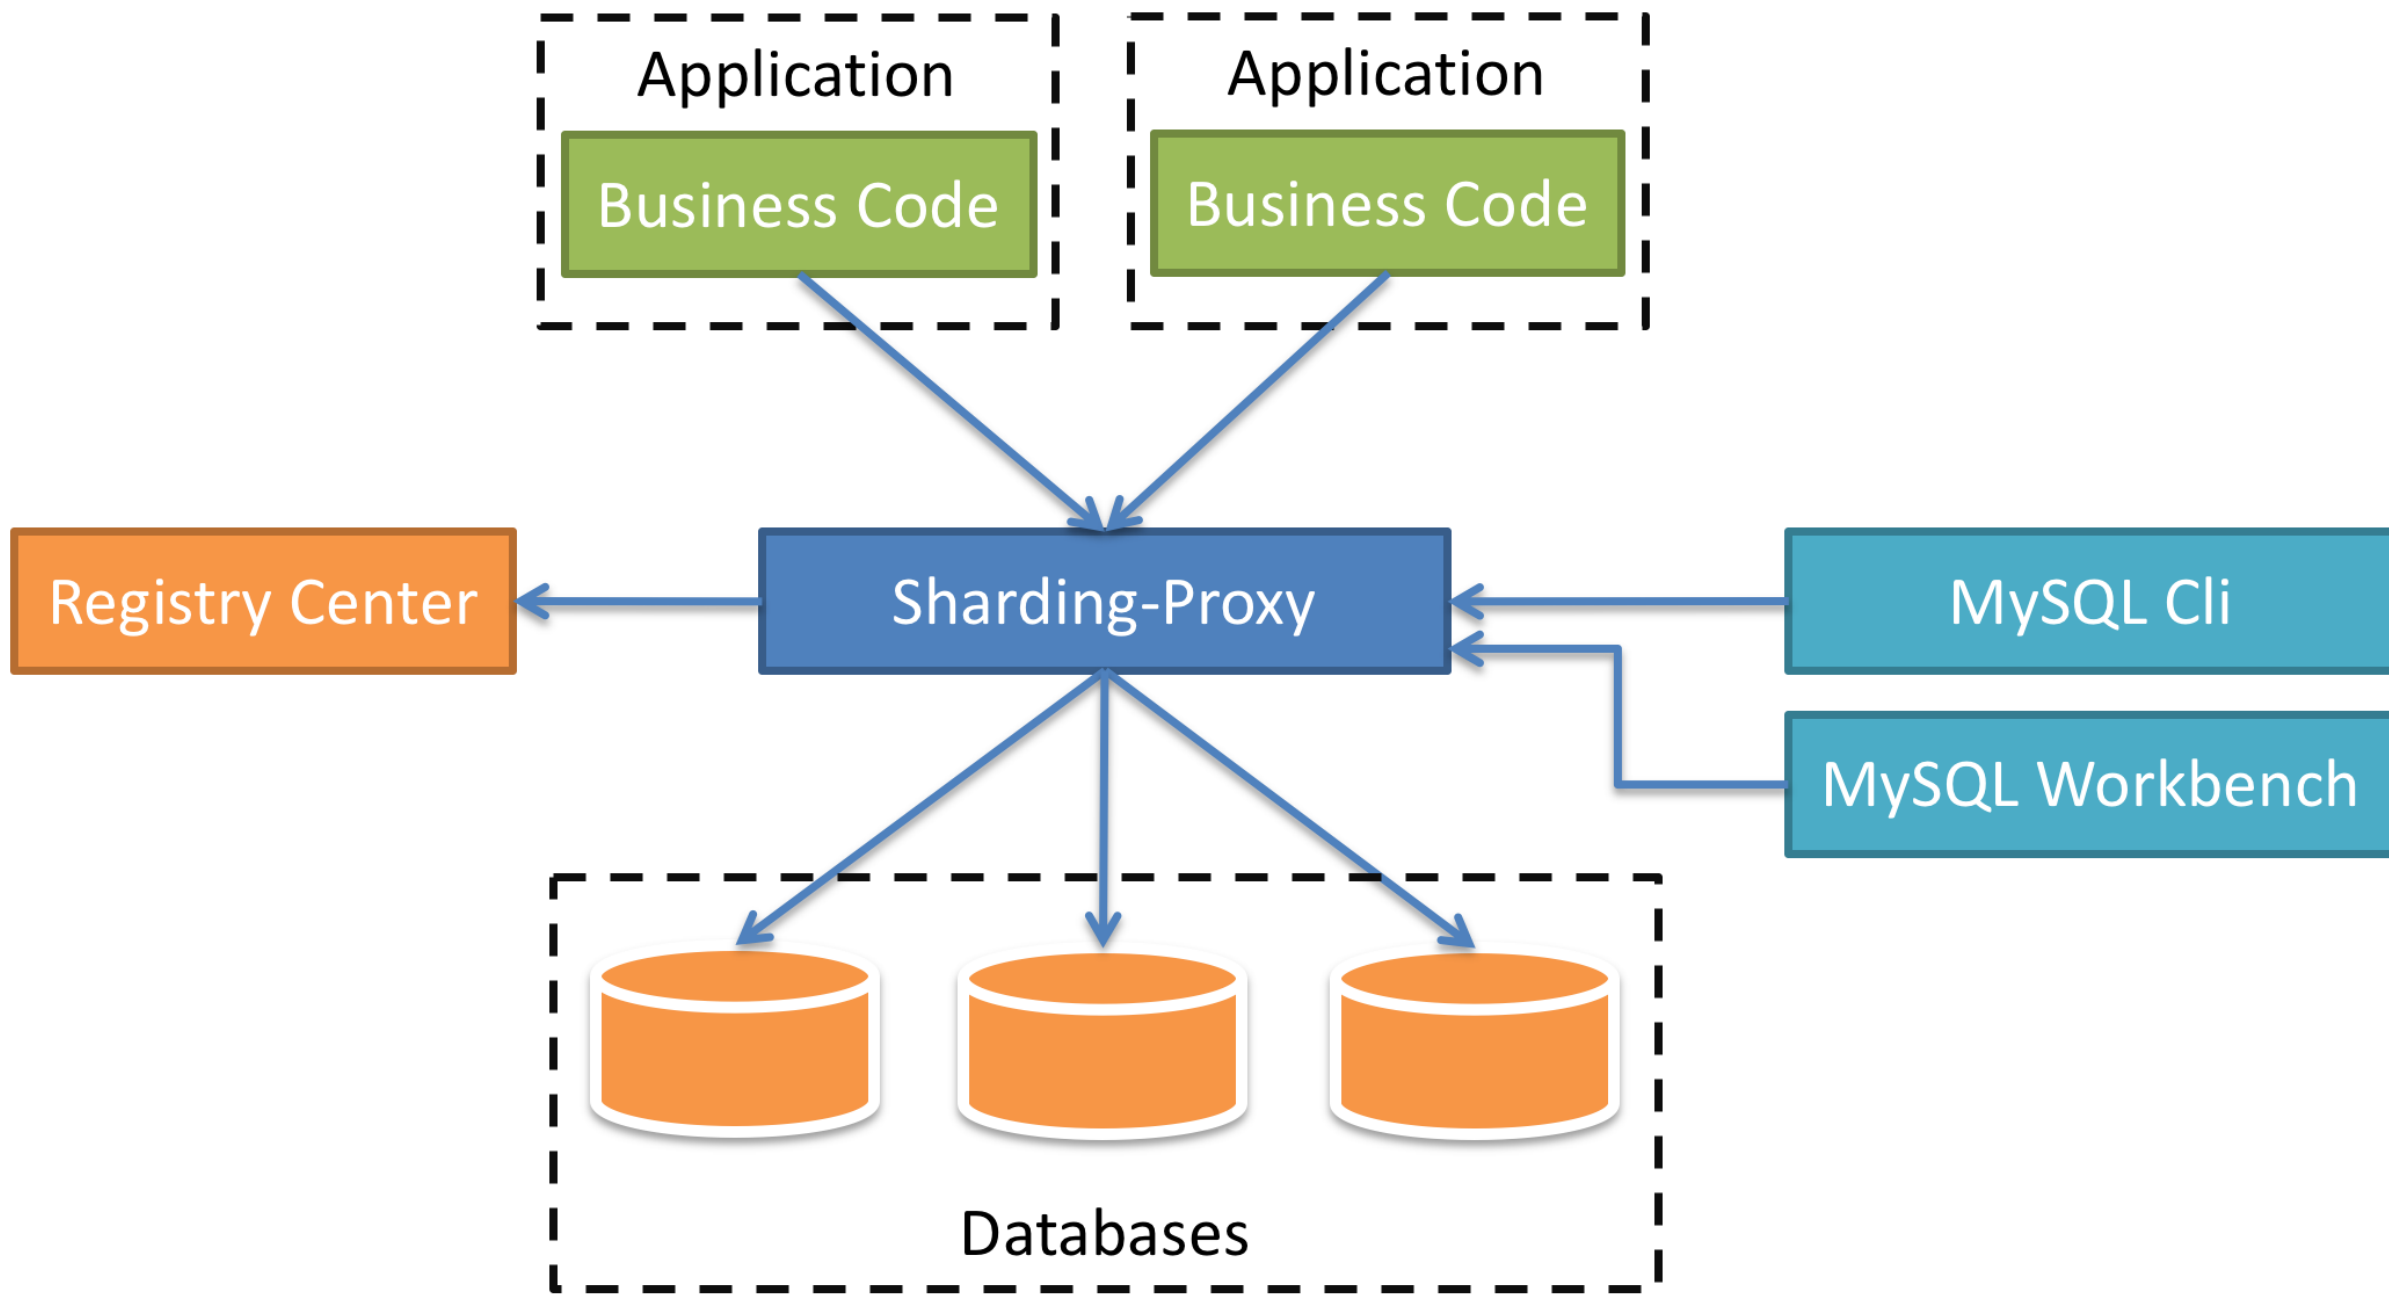 Application
Business Code
Application
Business Code
Registry Center
Sharding-Proxy
MySQL Cli
MySQL Workbench
Databases